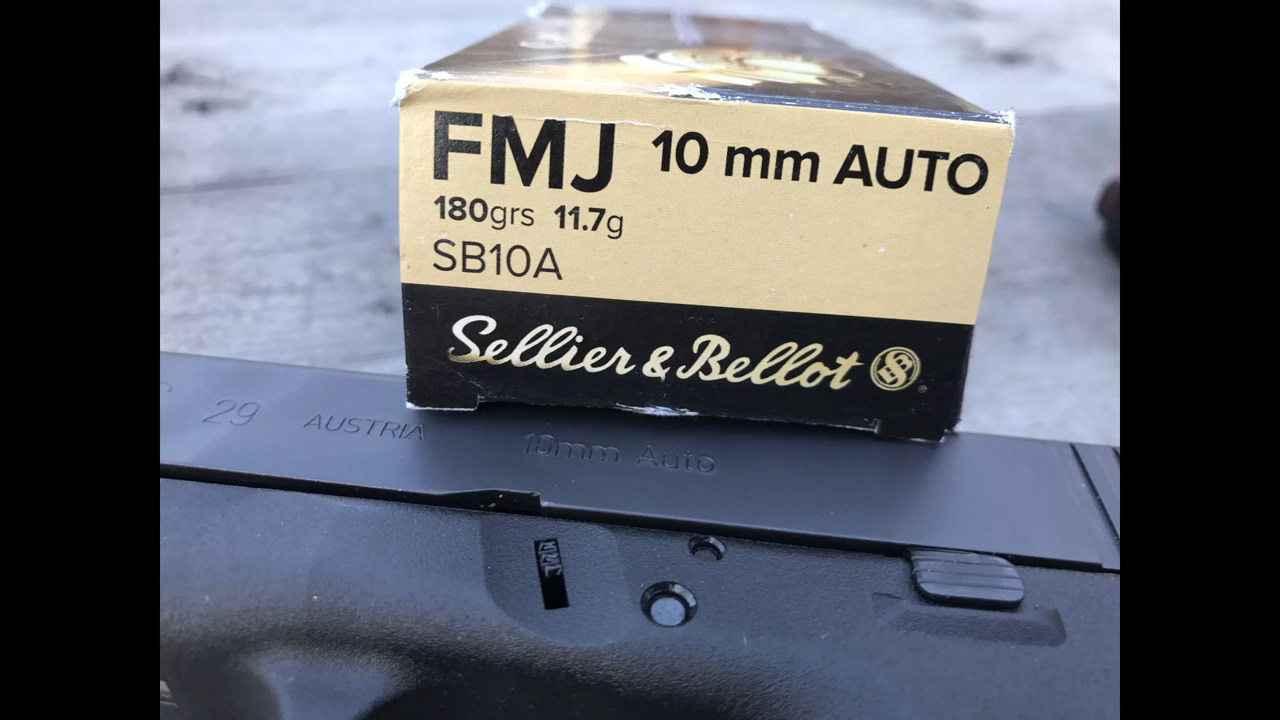 FMJ 10 mm AUTO
180grs 11.7g
SB10A
Sellier & Bellot
29 AUSTRIA 10mm Auto